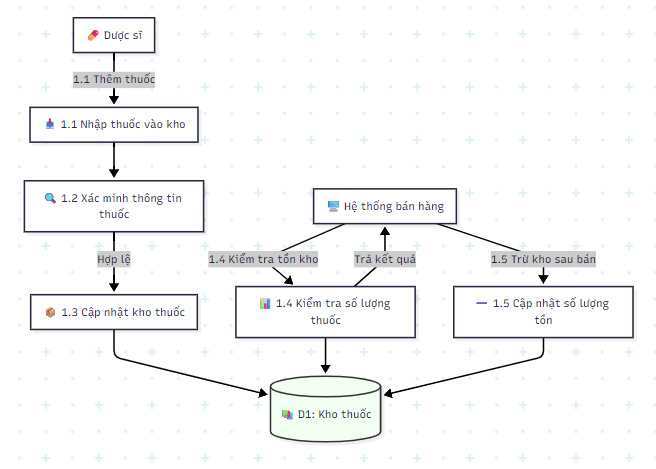 Dược sĩ
1.1 Thêm thuốc
1.1 Nhập thuốc vào kho
1.2 Xác minh thông tin
thuốc
Hợp lệ
1.3 Cập nhật kho thuốc
Hệ thống bán hàng
1.4 Kiểm tra tồn kho
Trả kết quả
1.5 Trừ kho sau bán
1.4 Kiểm tra số lượng
thuốc
1.5 Cập nhật số lượng
tồn
D1: Kho thuốc